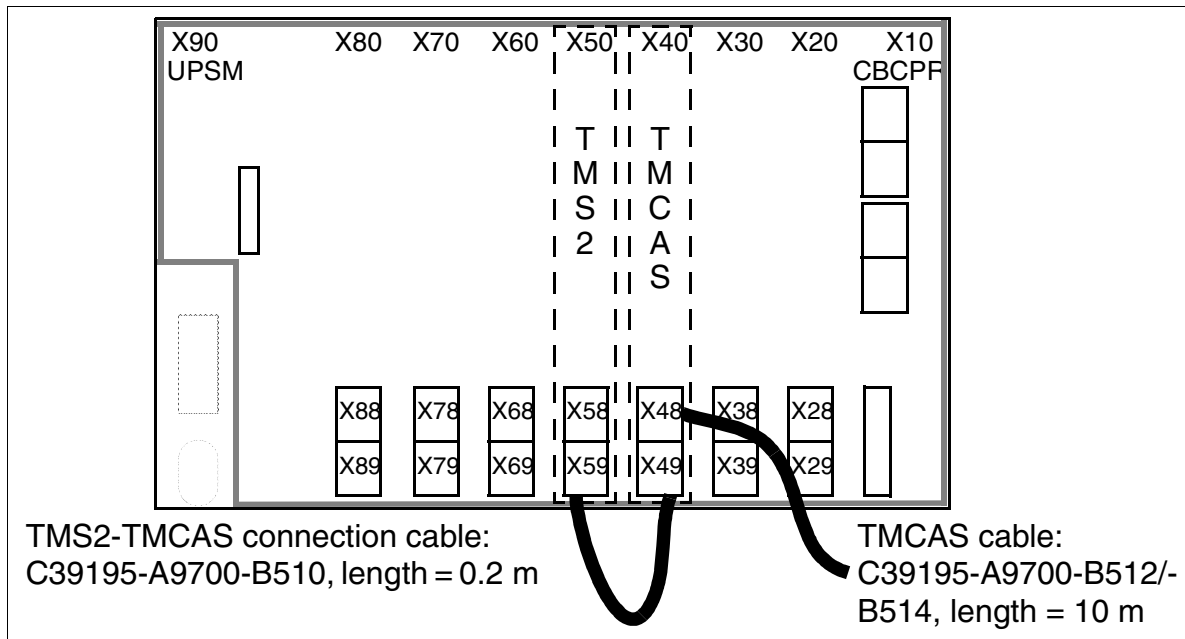 X90 X80 X70 X60 X50 X40 X30 X20 X10
UPSM CBCPR
TMS2
TMCAS
X88 X78 X68 X58 X48 X38 X28
X89 X79 X69 X59 X49 X39 X29
TMS2-TMCAS connection cable:
C39195-A9700-B510, length = 0.2 m
TMCAS cable:
C39195-A9700-B512/-
B514, length = 10 m